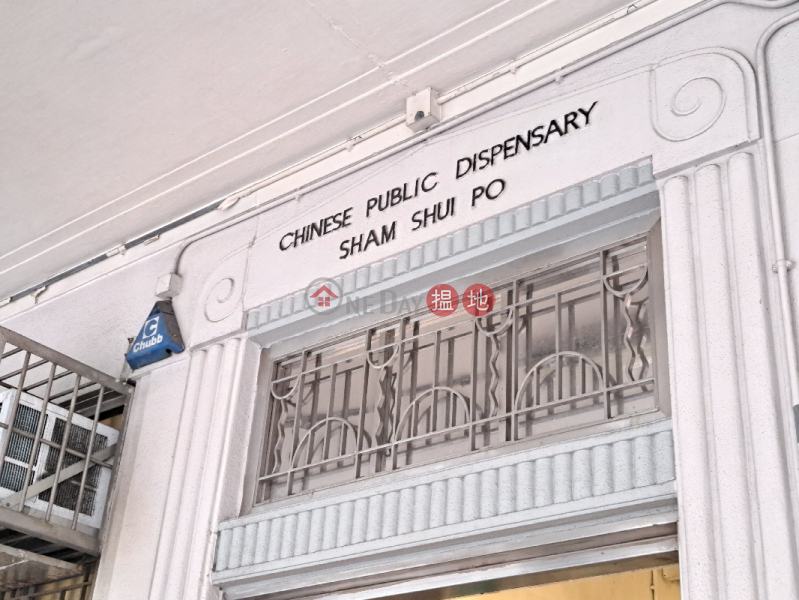 CHINESE PUBLIC DISPENSARY
SHAM SHUI PO
C
Chubb
ONEDAY 搵地